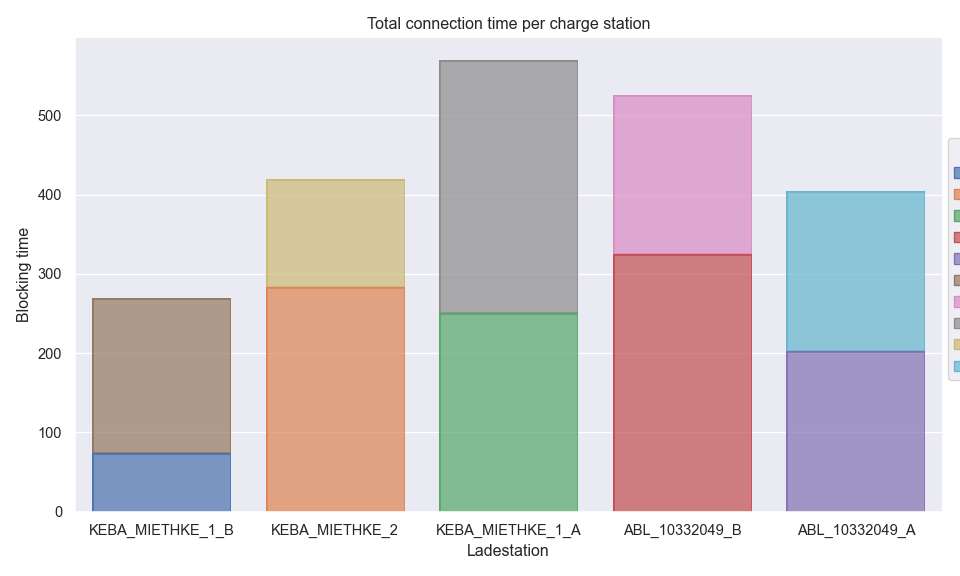 Total connection time per charge station
Blocking time
500
400
300
200
100
0
KEBA_MIETHKE_1_B KEBA_MIETHKE_2 KEBA_MIETHKE_1_A ABL_10332049_B ABL_10332049_A
Ladestation